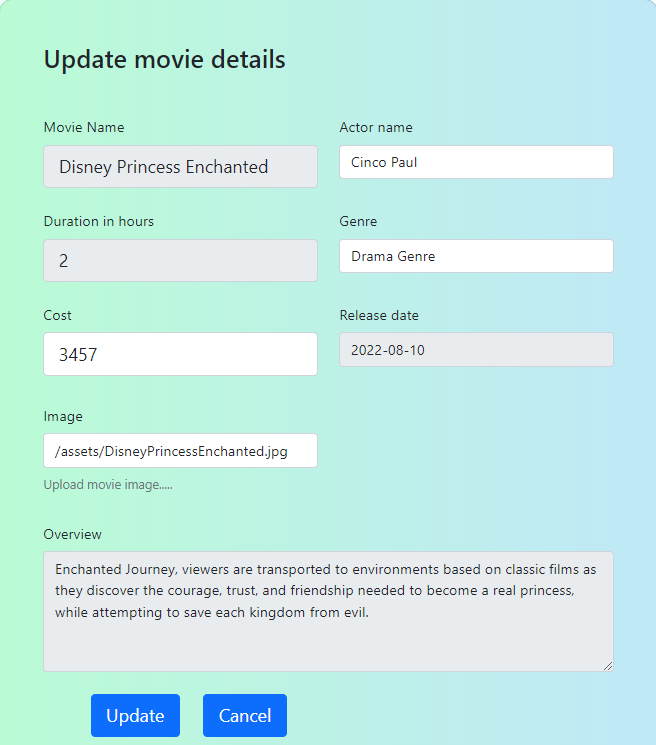 Update movie details
Movie Name
Actor name
Disney Princess Enchanted
Cinco Paul
Duration in hours
Genre
2
Drama Genre
Cost
Release date
3457
2022-08-10
Image
/assets/DisneyPrincessEnchanted.jpg
Upload movie image.....
Overview
Enchanted Journey, viewers are transported to environments based on classic films as
they discover the courage, trust, and friendship needed to become a real princess,
while attempting to save each kingdom from evil.
Update
Cancel